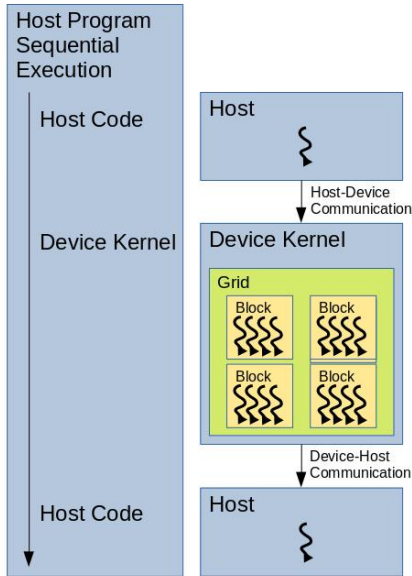 Host Program
Sequential
Execution
Host Code
Device Kernel
Host Code
Host
Host-Device
Communication
Device Kernel
Grid
Block
Block
Block
Block
Device-Host
Communication
Host